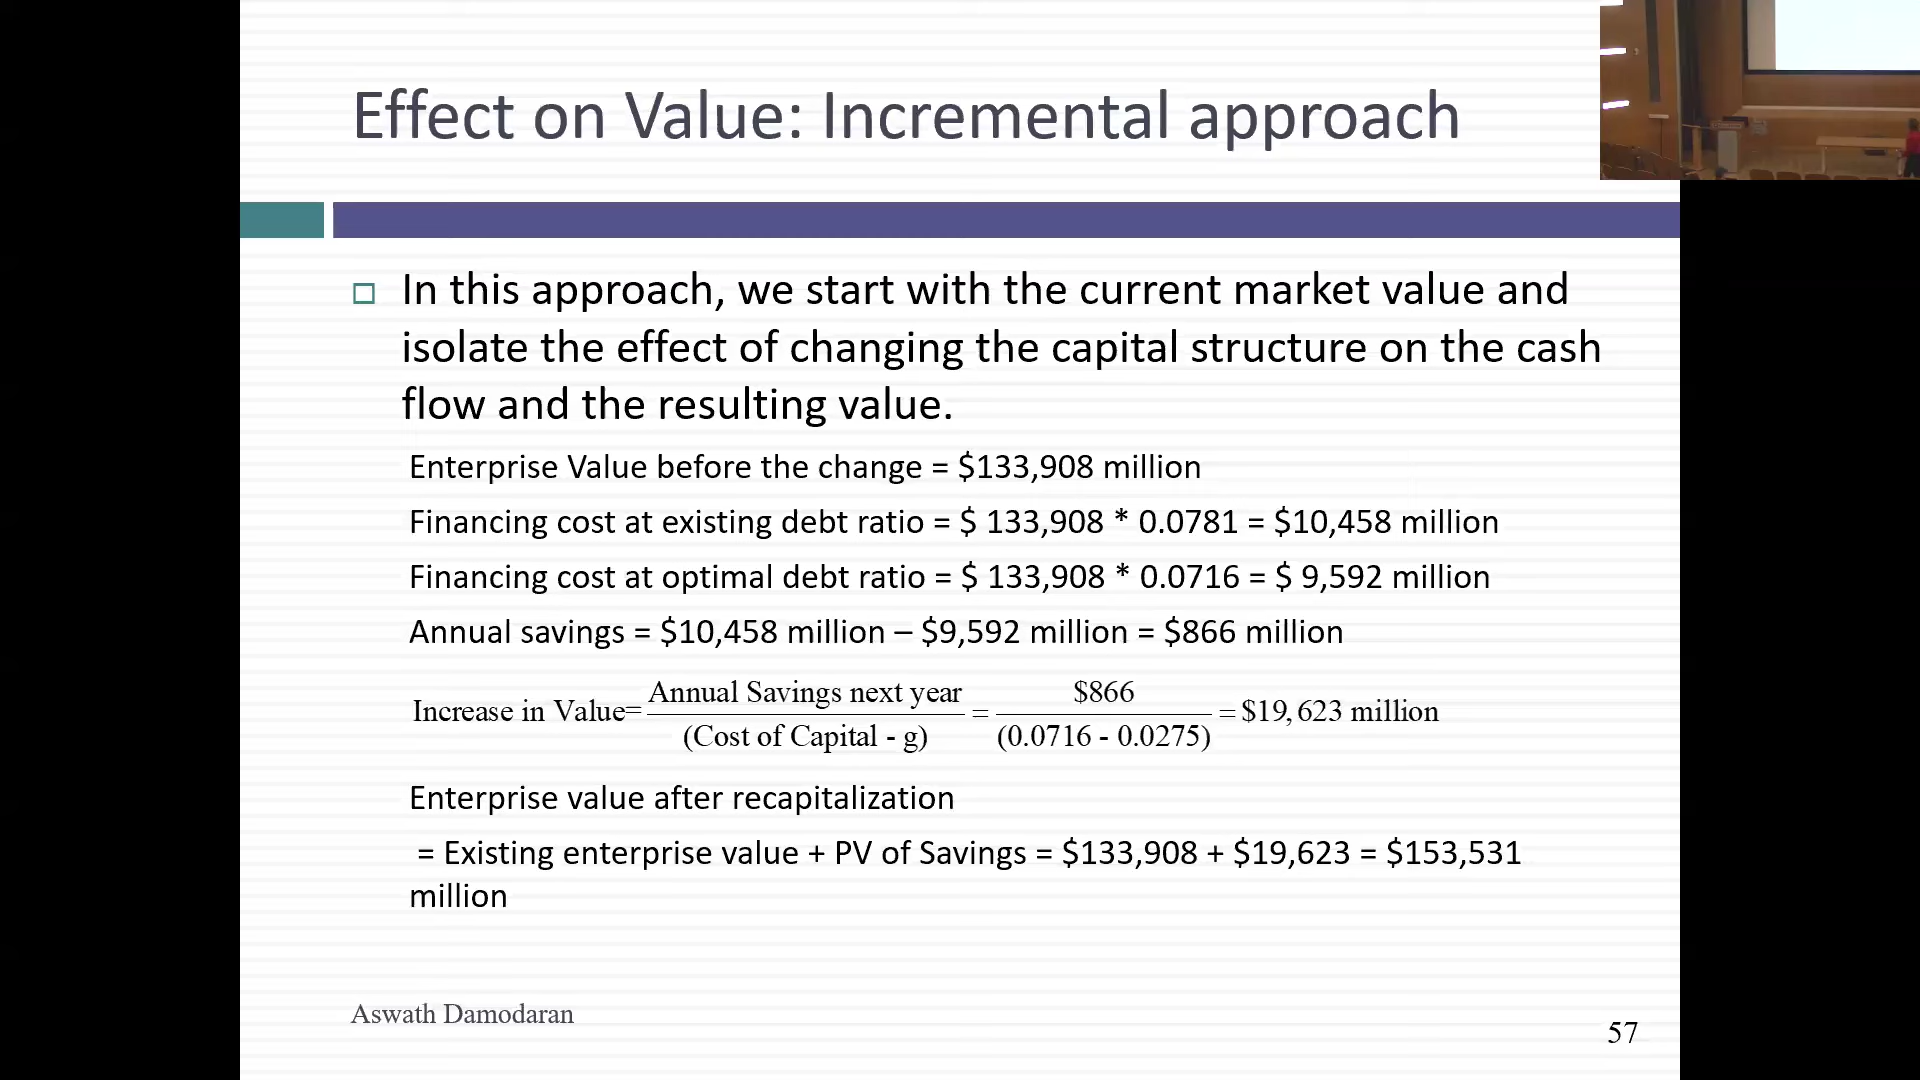 Effect on Value: Incremental approach
In this approach, we start with the current market value and
isolate the effect of changing the capital structure on the cash
flow and the resulting value.
Enterprise Value before the change = $133,908 million
Financing cost at existing debt ratio = $ 133,908 * 0.0781 = $10,458 million
Financing cost at optimal debt ratio = $ 133,908 * 0.0716 = $ 9,592 million
Annual savings = $10,458 million – $9,592 million = $866 million
Increase in Value= Annual Savings next year / (Cost of Capital - g) = $866 / (0.0716 - 0.0275) = $19,623 million
Enterprise value after recapitalization
= Existing enterprise value + PV of Savings = $133,908 + $19,623 = $153,531
million
Aswath Damodaran
57